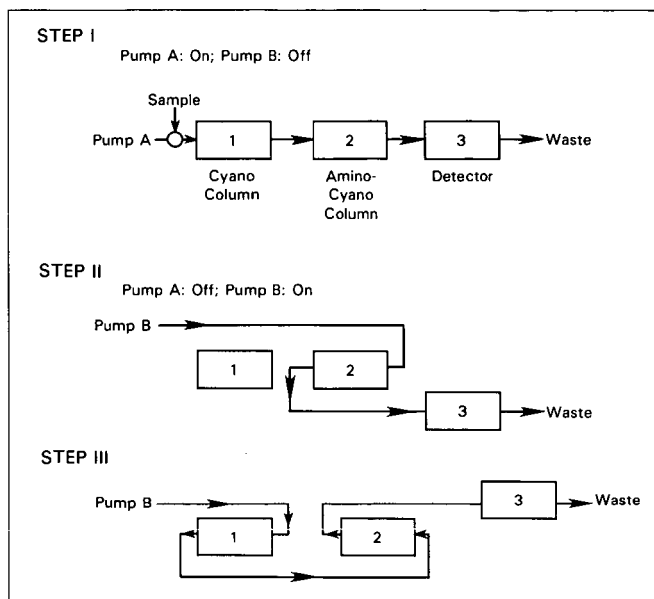 STEP I
Pump A: On; Pump B: Off
Sample
Pump A
1
2
3
Waste
Cyano
Column
Amino-
Cyano
Column
Detector
STEP II
Pump A: Off; Pump B: On
Pump B
1
2
3
Waste
STEP III
Pump B
3
Waste
1
2